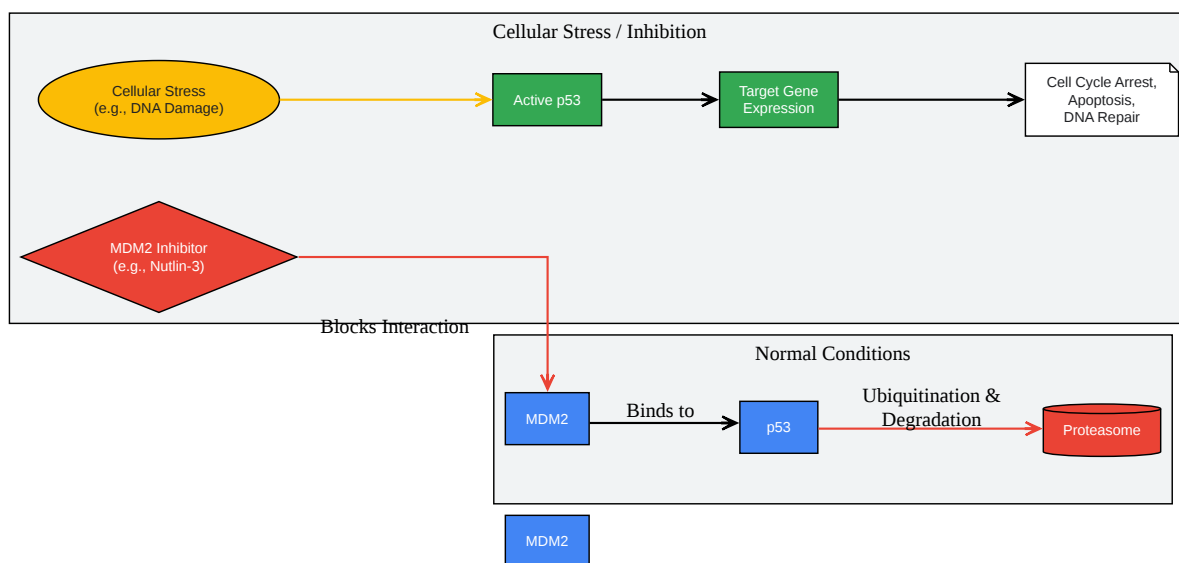 Cellular Stress / Inhibition
Cellular Stress
(e.g., DNA Damage)
Active p53
Target Gene
Expression
Cell Cycle Arrest,
Apoptosis,
DNA Repair
MDM2 Inhibitor
(e.g., Nutlin-3)
Blocks Interaction
Normal Conditions
MDM2
Binds to
p53
Ubiquitination &
Degradation
Proteasome
MDM2